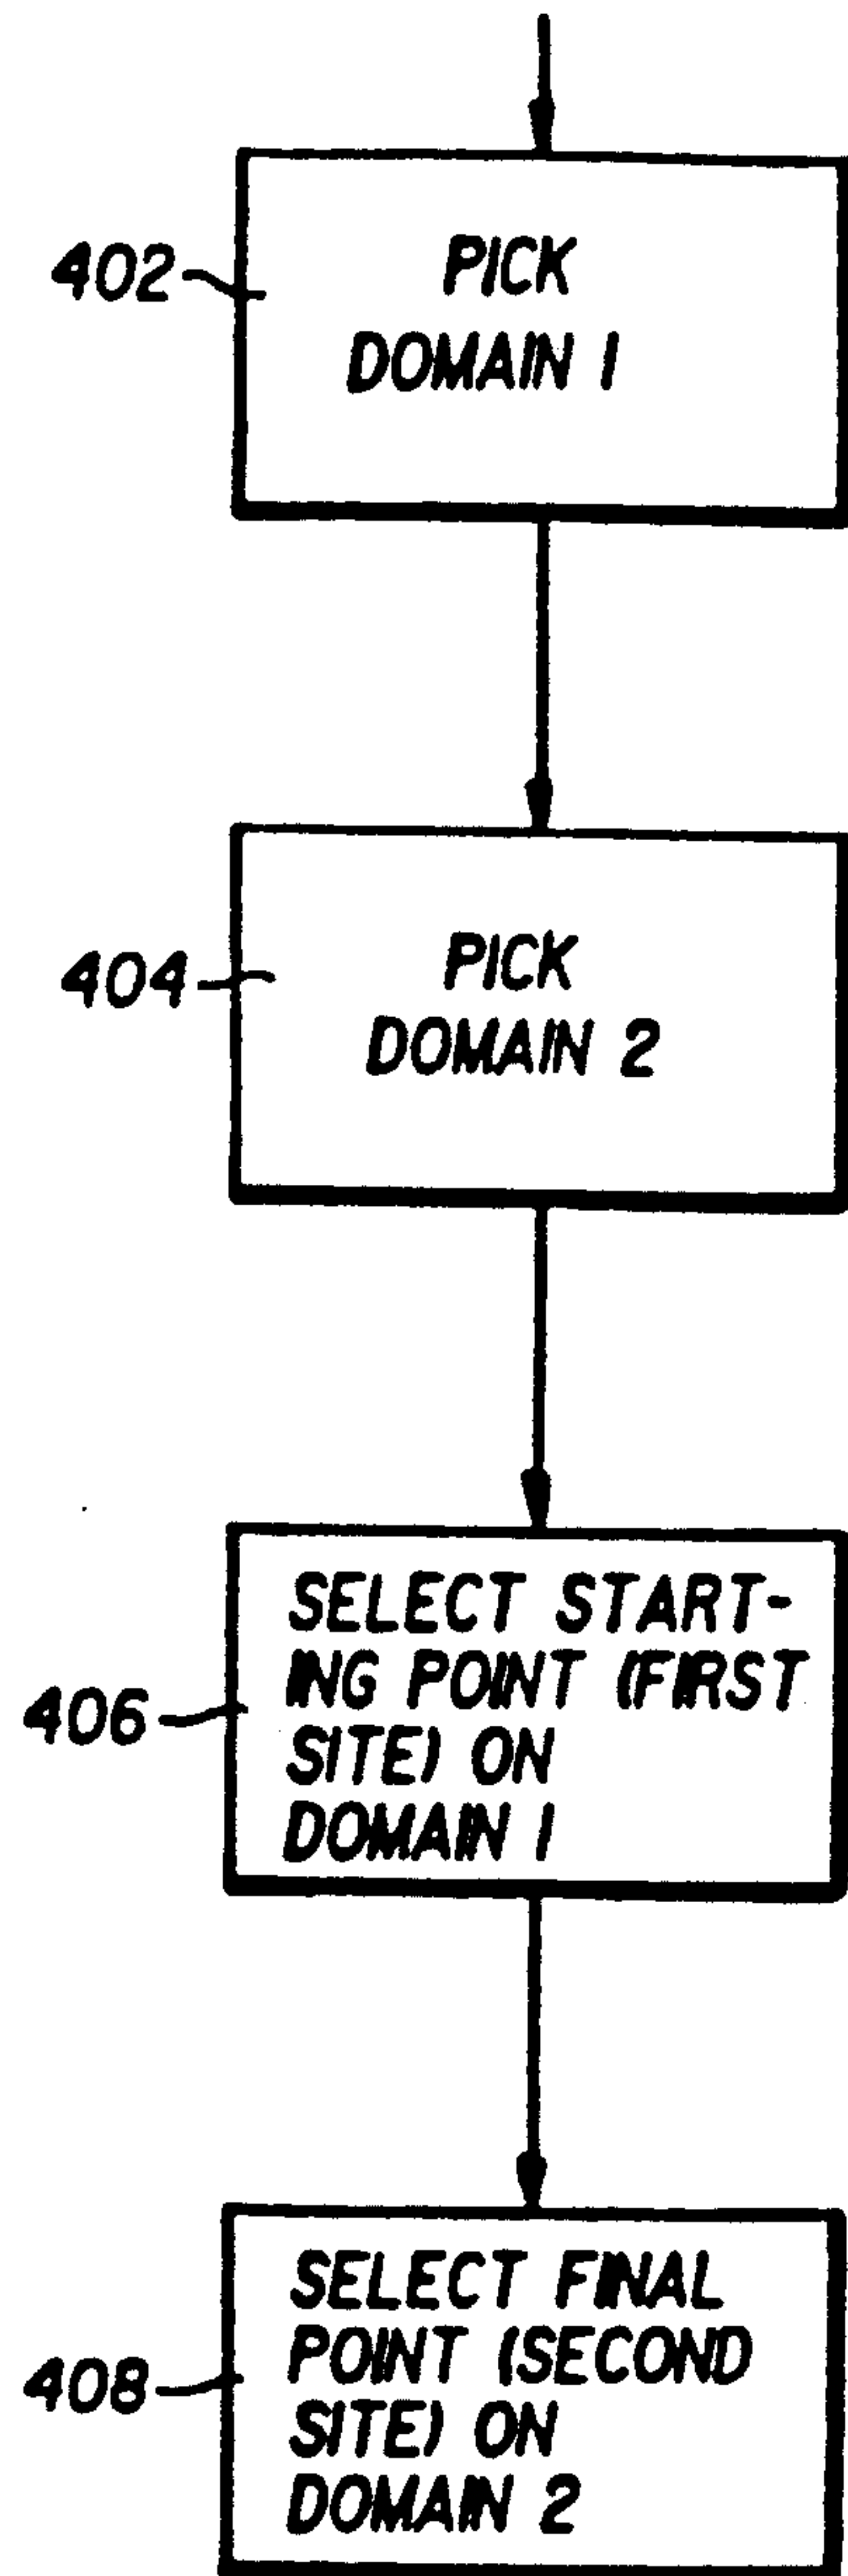 402
PICK
DOMAIN 1
404
PICK
DOMAIN 2
406
SELECT START-
ING POINT (FIRST
SITE) ON
DOMAIN 1
408
SELECT FINAL
POINT (SECOND
SITE) ON
DOMAIN 2